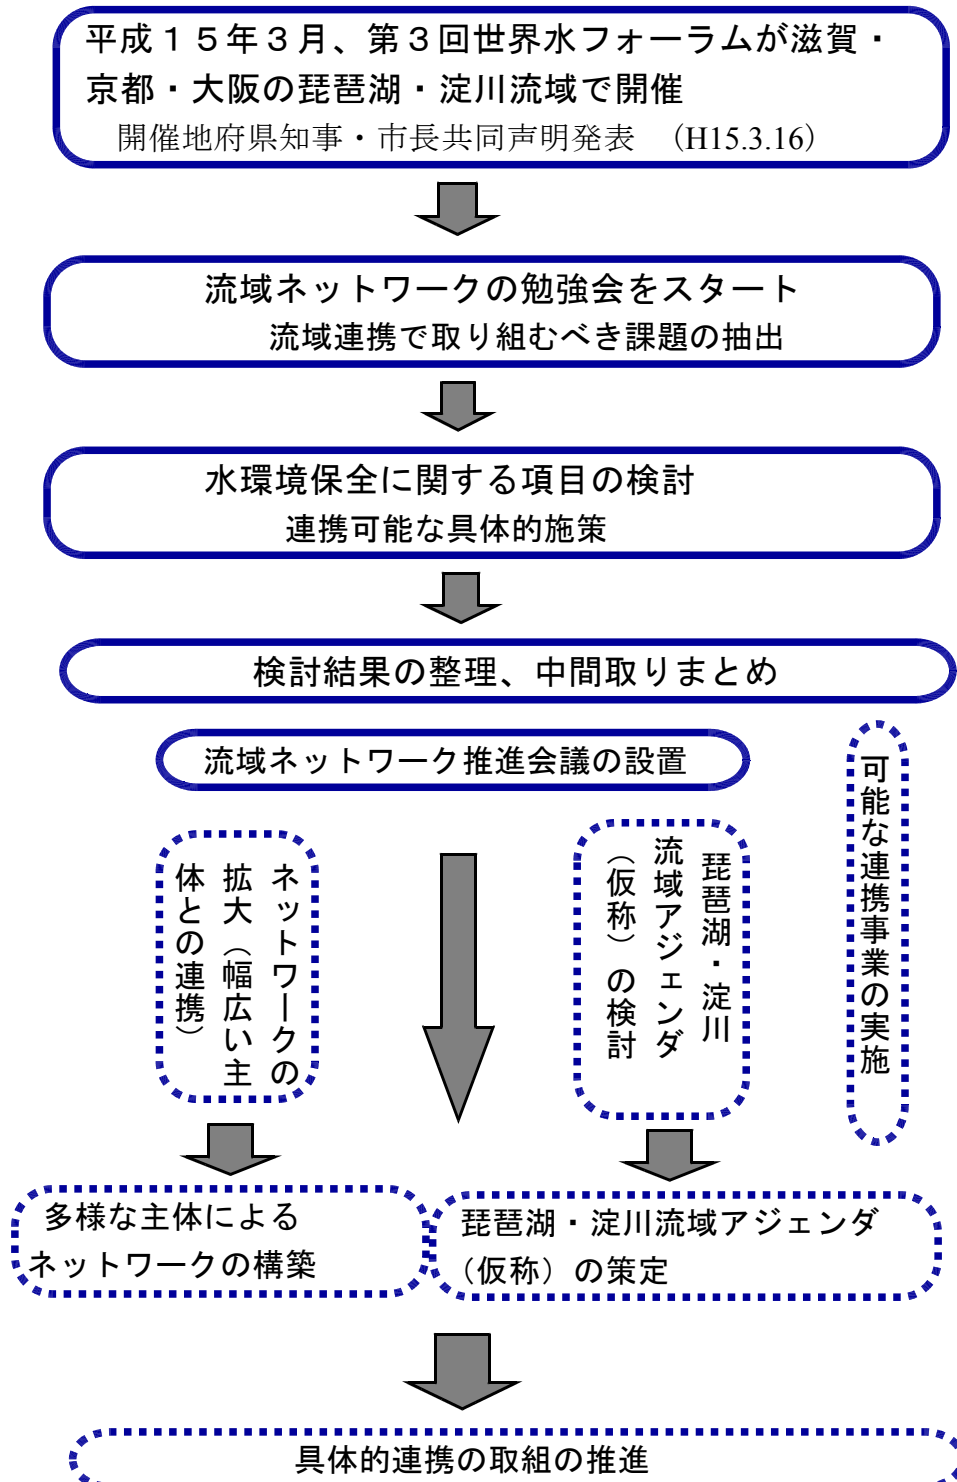 平成１５年３月、第３回世界水フォーラムが滋賀・
京都・大阪の琵琶湖・淀川流域で開催
開催地府県知事・市長共同声明発表　（H15.3.16）
流域ネットワークの勉強会をスタート
流域連携で取り組むべき課題の抽出
水環境保全に関する項目の検討
連携可能な具体的施策
検討結果の整理、中間取りまとめ
流域ネットワーク推進会議の設置
可能な連携事業の実施
琵琶湖・淀川
流域アジェンダ
（仮称）の検討
ネットワークの
拡大（幅広い主
体との連携）
多様な主体による
ネットワークの構築
琵琶湖・淀川流域アジェンダ
（仮称）の策定
具体的連携の取組の推進